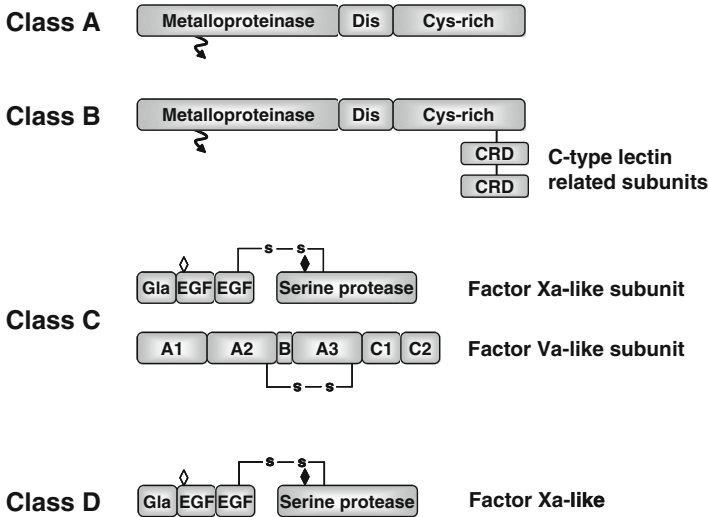 Class A
Metalloproteinase Dis Cys-rich
Class B
Metalloproteinase Dis Cys-rich
CRD
CRD
C-type lectin
related subunits
Class C
s s
Gla EGF EGF Serine protease
Factor Xa-like subunit
A1 A2 B A3 C1 C2
Factor Va-like subunit
s s
Class D
s s
Gla EGF EGF Serine protease
Factor Xa-like